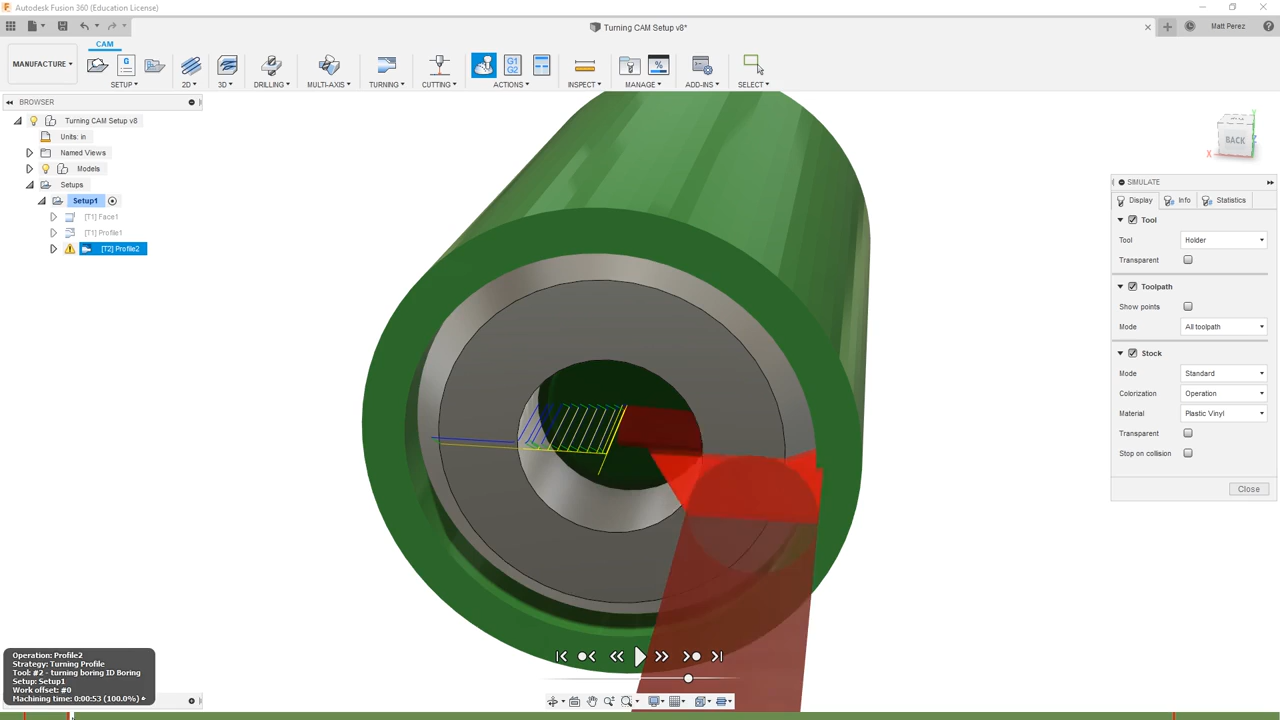 Autodesk Fusion 360 (Education License)
Turning CAM Setup v8*
Matt Perez
CAM
MANUFACTURE
G1
G2
SETUP
2D
3D
DRILLING
MULTI-AXIS
TURNING
CUTTING
ACTIONS
INSPECT
MANAGE
ADD-INS
SELECT
BROWSER
Turning CAM Setup v8
Units: in
Named Views
Models
Setups
Setup1
[T1] Face1
[T1] Profile1
[T2] Profile2
BACK
X
SIMULATE
Display
Info
Statistics
Tool
Tool Holder
Transparent
Toolpath
Show points
Mode All toolpath
Stock
Mode Standard
Colorization Operation
Material Plastic Vinyl
Transparent
Stop on collision
Close
Operation: Profile2
Strategy: Turning Profile
Tool: #2 - turning boring ID Boring
Setup: Setup1
Work offset: #0
Machining time: 0:00:53 (100.0%)